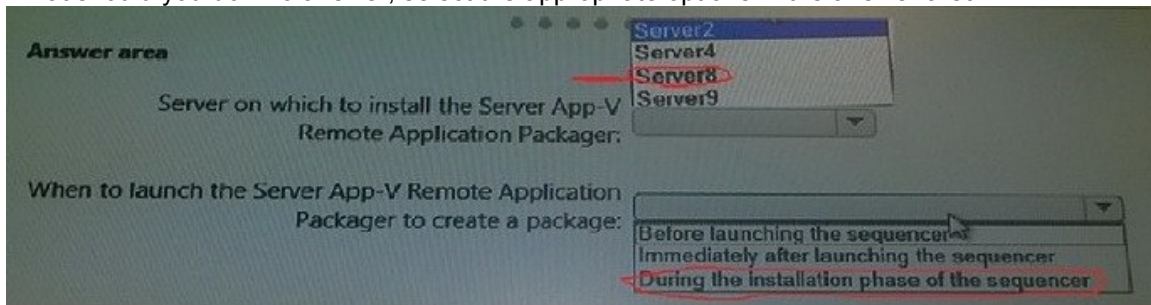 Server2
Answer area
Server4
Server8
Server9
Server on which to install the Server App-V
Remote Application Packager:
When to launch the Server App-V Remote Application
Packager to create a package:
Before launching the sequencer
Immediately after launching the sequencer
During the installation phase of the sequencer